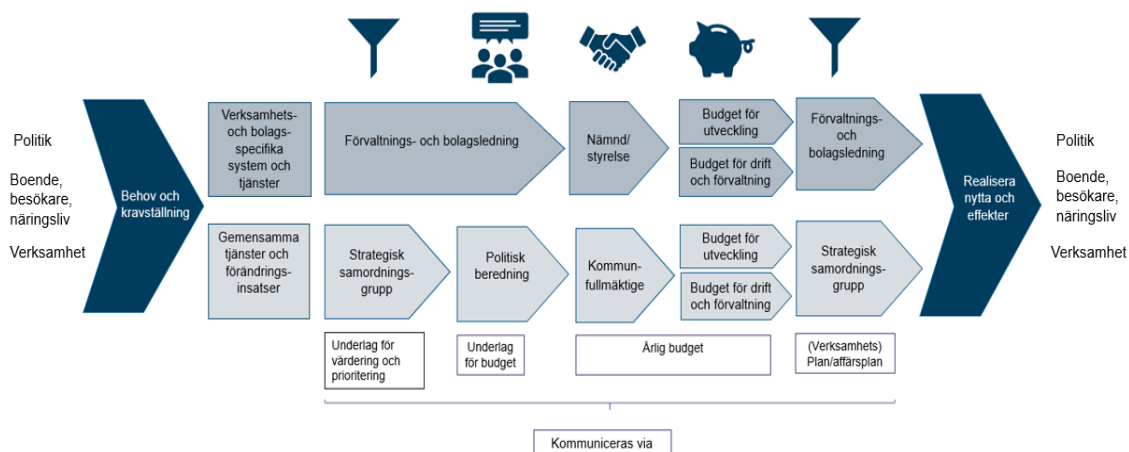 Politik
Boende,
besökare,
näringsliv
Verksamhet
Behov och
kravställning
Verksamhets-
och bolags-
specifika
system och
tjänster
Förvaltnings- och bolagsledning
Nämnd/
styrelse
Budget för
utveckling
Budget för drift
och förvaltning
Förvaltnings-
och
bolagsledning
Gemensamma
tjänster och
förändrings-
insatser
Strategisk
samordnings-
grupp
Politisk
beredning
Kommun-
fullmäktige
Budget för
utveckling
Budget för drift
och förvaltning
Strategisk
samordnings-
grupp
Realisera
nytta och
effekter
Politik
Boende,
besökare,
näringsliv
Verksamhet
Underlag för
värdering och
prioritering
Underlag
för budget
Årlig budget
(Verksamhets)
Plan/affärsplan
Kommuniceras via